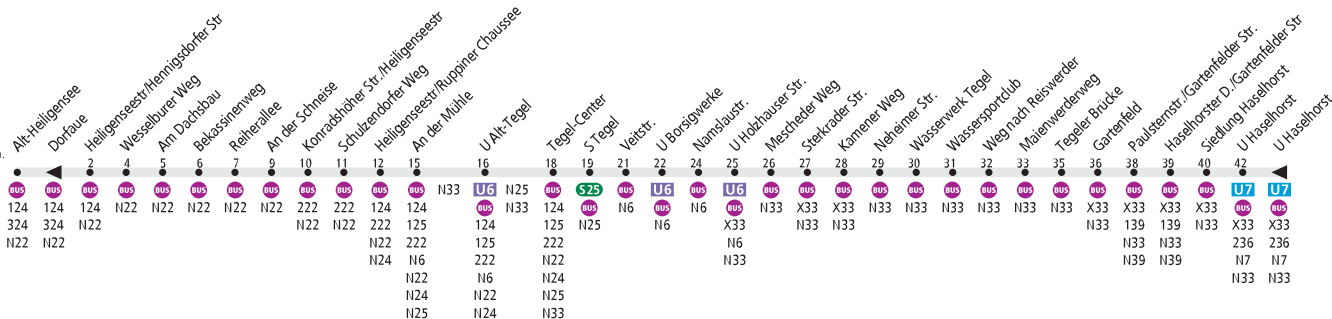 Alt-Heiligensee
Dorfaue
Heiligenseestr/Hennigsdorfer Str
Wesselburer Weg
Am Dachsbau
Bekassinenweg
Reiherallee
An der Schneise
Konradshöher Str./Heiligenseestr
Schulzendorfer Weg
Heiligenseestr/Ruppiner Chaussee
An der Mühle
U Alt-Tegel
Tegel-Center
S Tegel
Veitstr.
U Borsigwerke
Namslaustr.
U Holzhauser Str.
Mescheder Weg
Sterkrader Str.
Kamener Weg
Neheimer Str.
Wasserwerk Tegel
Wassersportclub
Weg nach Reiswerder
Maienwerderweg
Tegeler Brücke
Gartenfeld
Paulsternstr./Gartenfelder Str.
Haselhorster D./Gartenfelder Str
Siedlung Haselhorst
U Haselhorst
U Haselhorst
2 4 5 6 7 9 10 11 12 15 16 18 19 21 22 24 25 26 27 28 29 30 31 32 33 35 36 38 39 40 42
BUS BUS BUS BUS BUS BUS BUS BUS BUS BUS BUS BUS N33 U6 N25 BUS S25 BUS U6 BUS U6 BUS BUS BUS BUS BUS BUS BUS BUS BUS BUS BUS BUS BUS U7 U7
124 124 124 N22 N22 N22 N22 N22 222 222 124 124 BUS N33 124 BUS N6 BUS N6 BUS N33 X33 X33 N33 N33 N33 N33 N33 N33 X33 X33 X33 X33 BUS BUS
324 324 N22 N22 N22 222 125 124 125 N25 N6 X33 N33 N33 N33 139 139 N33 X33 X33
N22 N22 N22 222 125 222 N6 N33 N33 236 236
N24 N6 222 N22 N33 N39 N39 N7 N7
N22 N6 N24 N33 N33
N24 N22 N25
N25 N24 N33